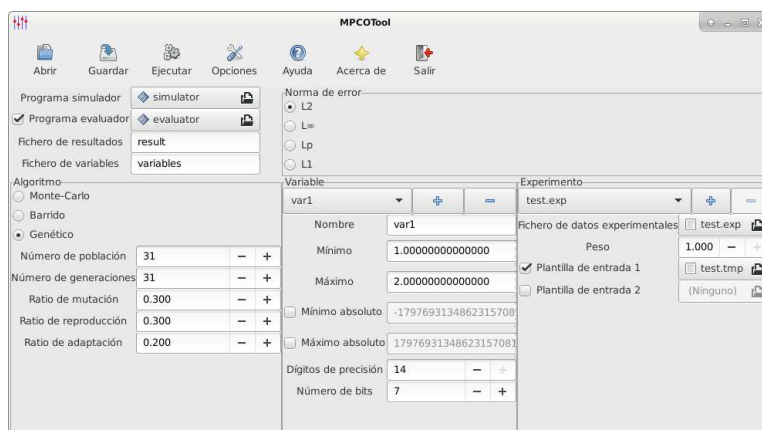 MPCOTool
Abrir Guardar Ejecutar Opciones Ayuda Acerca de Salir
Programa simulador simulator
Programa evaluador evaluator
Fichero de resultados result
Fichero de variables variables
Norma de error
L2
L∞
Lp
L1
Algoritmo
Monte-Carlo
Barrido
Genético
Número de población 31
Número de generaciones 31
Ratio de mutación 0.300
Ratio de reproducción 0.300
Ratio de adaptación 0.200
Variable
var1
Nombre var1
Mínimo 1.00000000000000
Máximo 2.00000000000000
Mínimo absoluto -1797693134862315708
Máximo absoluto 17976931348623157081
Dígitos de precisión 14
Número de bits 7
Experimento
test.exp
Fichero de datos experimentales test.exp
Peso 1.000
Plantilla de entrada 1 test.tmp
Plantilla de entrada 2 (Ninguno)